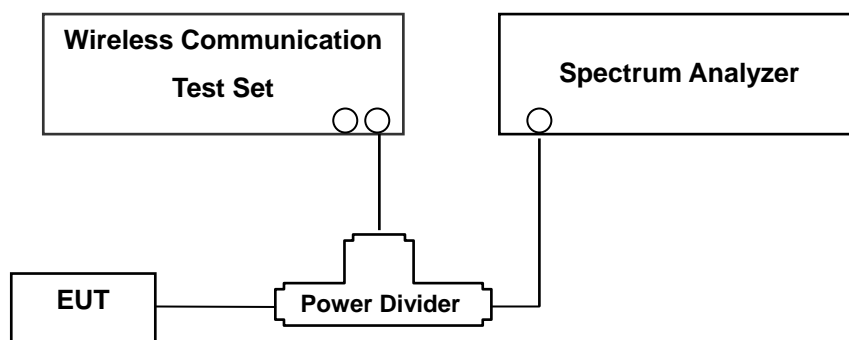 Wireless Communication
Test Set
Spectrum Analyzer
EUT
Power Divider